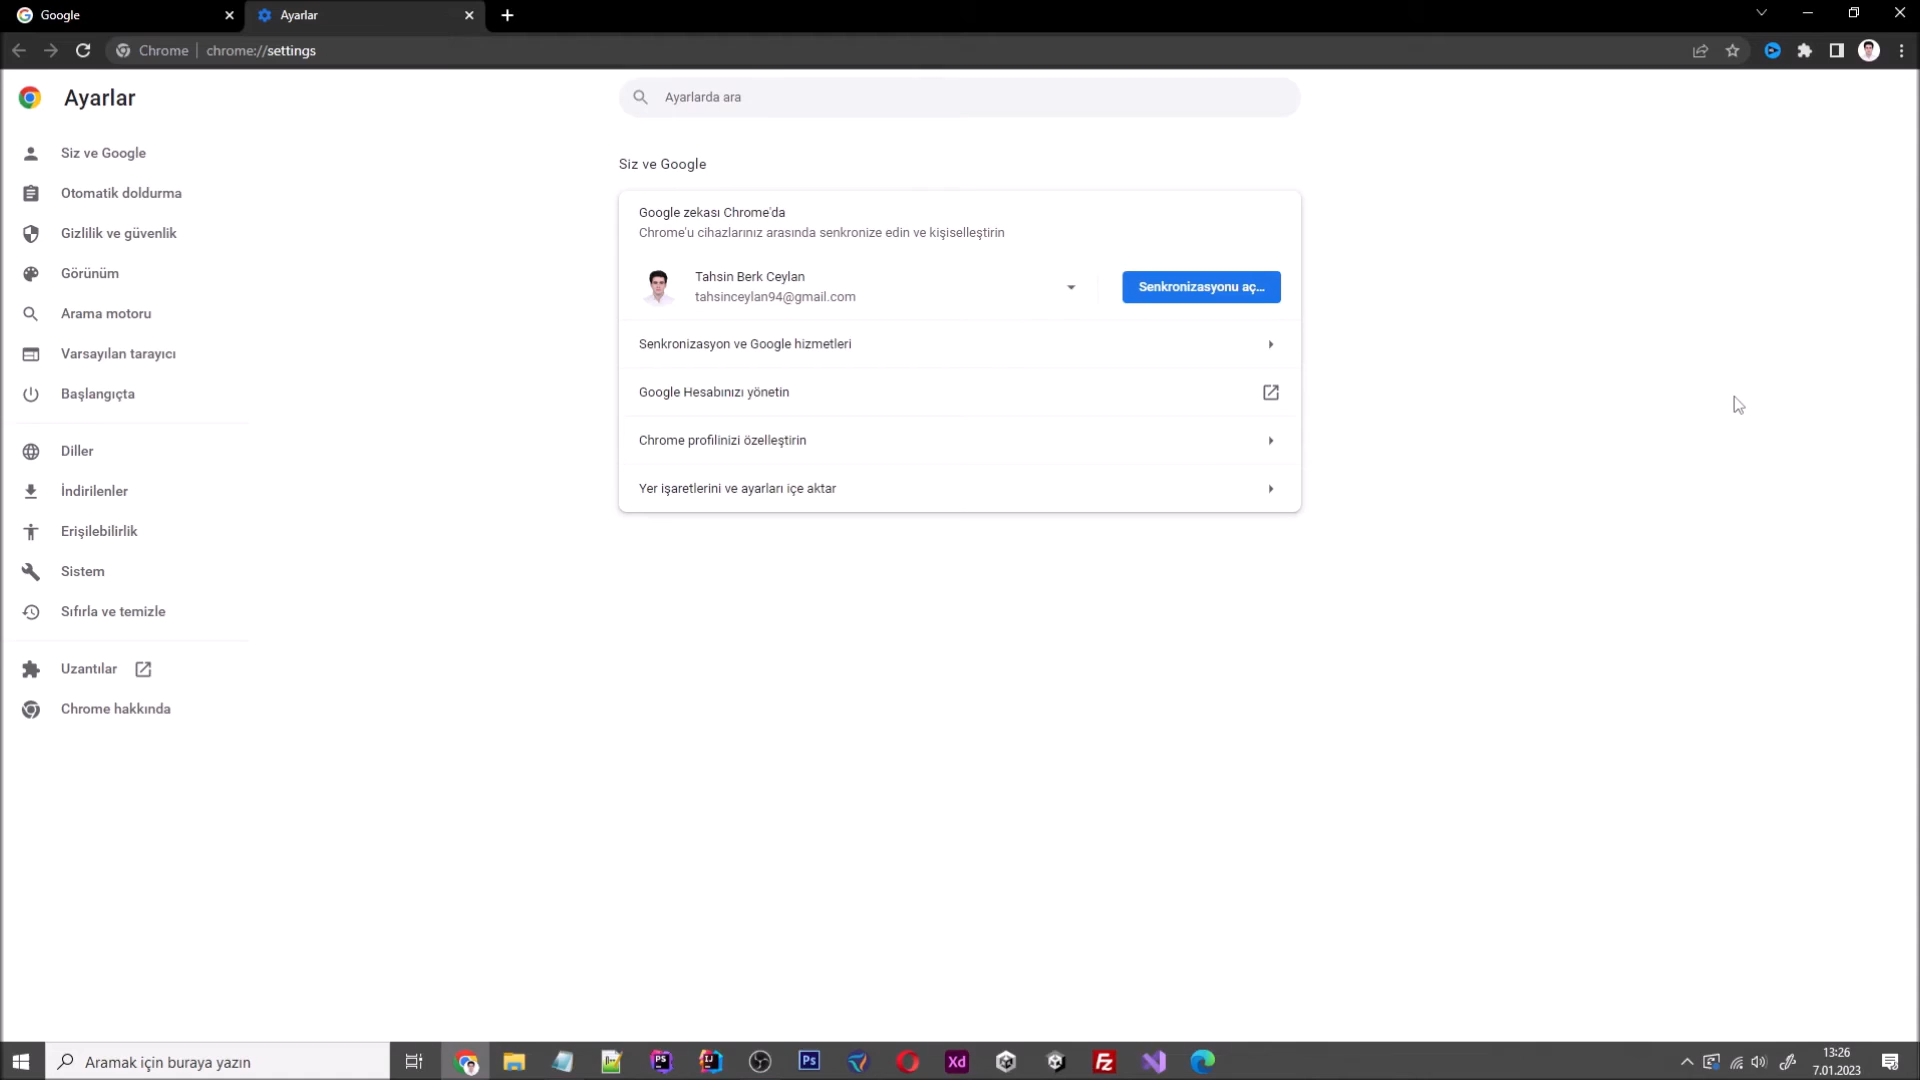 Google
Ayarlar
Chrome | chrome://settings
Ayarlar
Ayarlarda ara
Siz ve Google
Otomatik doldurma
Gizlilik ve güvenlik
Görünüm
Arama motoru
Varsayılan tarayıcı
Başlangıçta
Diller
İndirilenler
Erişilebilirlik
Sistem
Sıfırla ve temizle
Uzantılar
Chrome hakkında
Siz ve Google
Google zekası Chrome'da
Chrome'u cihazlarınız arasında senkronize edin ve kişiselleştirin
Tahsin Berk Ceylan
tahsinceylan94@gmail.com
Senkronizasyonu aç...
Senkronizasyon ve Google hizmetleri
Google Hesabınızı yönetin
Chrome profilinizi özelleştirin
Yer işaretlerini ve ayarları içe aktar
Aramak için buraya yazın
PS
IJ
Ps
Xd
Fz
13:26
7.01.2023